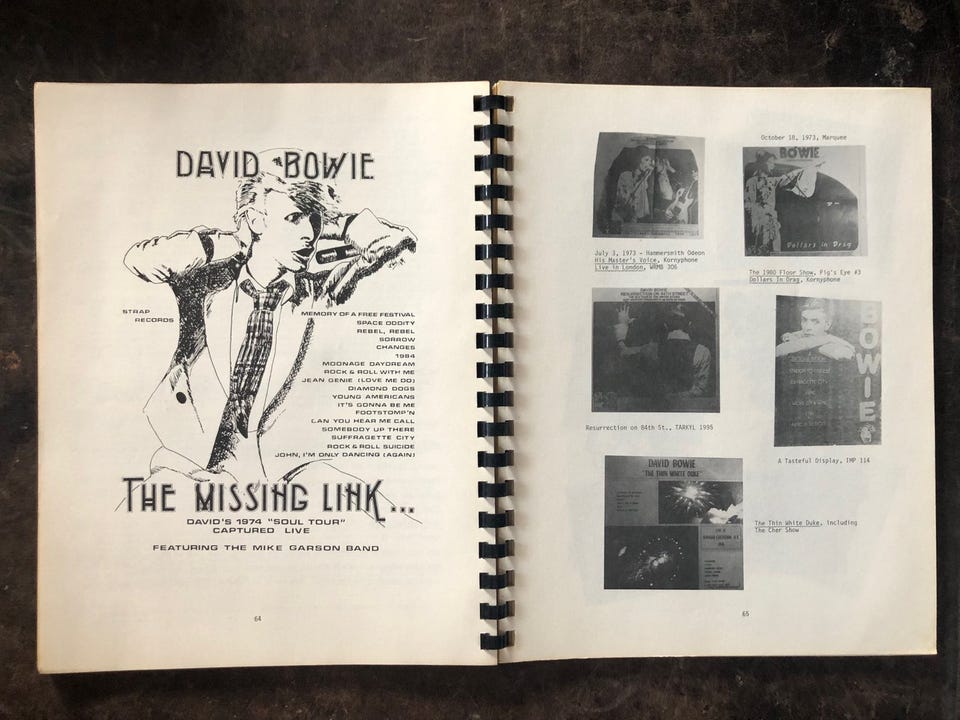 DAVID BOWIE
STRAP
RECORDS
MEMORY OF A FREE FESTIVAL
SPACE ODDITY
REBEL, REBEL
SORROW
CHANGES
1984
MOONAGE DAYDREAM
ROCK & ROLL WITH ME
JEAN GENIE (LOVE ME DO)
DIAMOND DOGS
YOUNG AMERICANS
IT'S GONNA BE ME
FOOTSTOMP'N
LAN YOU HEAR ME CALL
SOMEBODY UP THERE
SUFFRAGETTE CITY
ROCK & ROLL SUICIDE
JOHN, I'M ONLY DANCING (AGAIN)
THE MISSING LINK...
DAVID'S 1974 "SOUL TOUR"
CAPTURED LIVE
FEATURING THE MIKE GARSON BAND
64
October 18, 1973, Marquee
BOWIE
Dollars in Drag
July 3, 1973 - Hammersmith Odeon
His Master's Voice, Kornyphone
Live in London, WRMB 306
The 1980 Floor Show, Pig's Eye #3
Dollars In Drag, Kornyphone
DAVID BOWIE
RESURRECTION ON 84TH STREET
BOWIE
Resurrection on 84th St., TARKYL 1995
A Tasteful Display, IMP 114
DAVID BOWIE
"THE THIN WHITE DUKE"
The Thin White Duke, including
The Cher Show
65